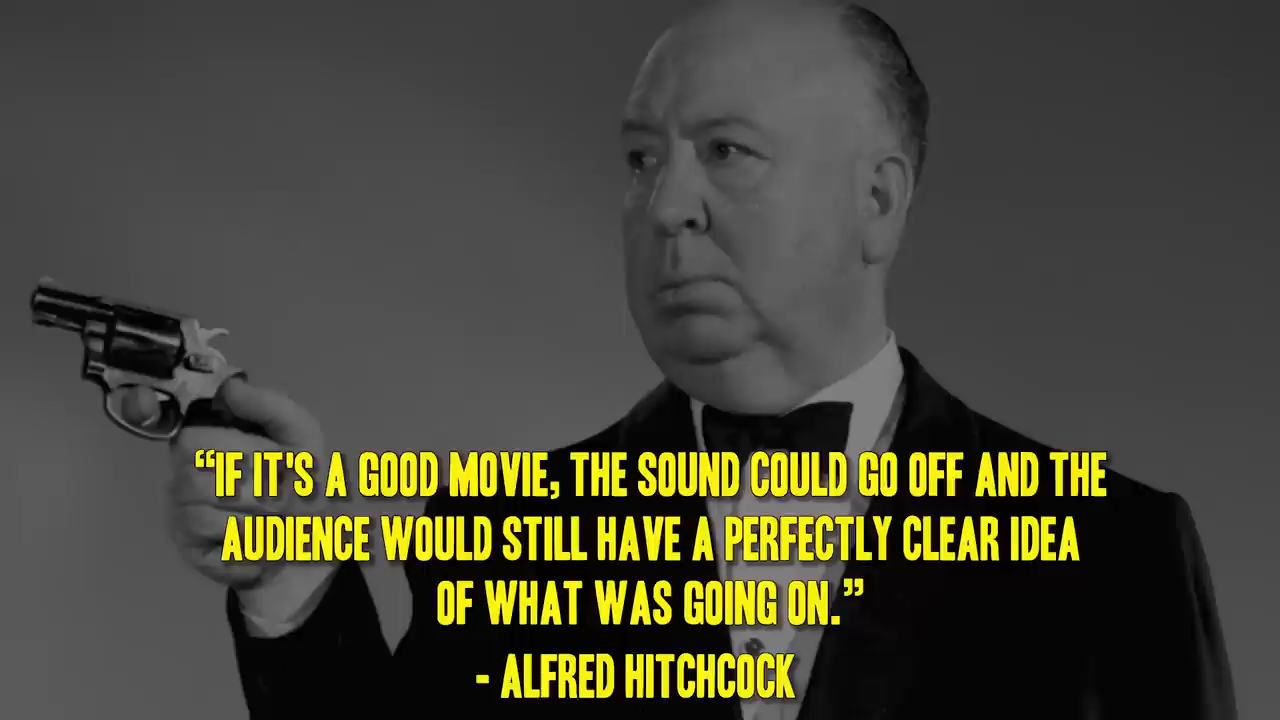 “IF IT'S A GOOD MOVIE, THE SOUND COULD GO OFF AND THE
AUDIENCE WOULD STILL HAVE A PERFECTLY CLEAR IDEA
OF WHAT WAS GOING ON.”
- ALFRED HITCHCOCK